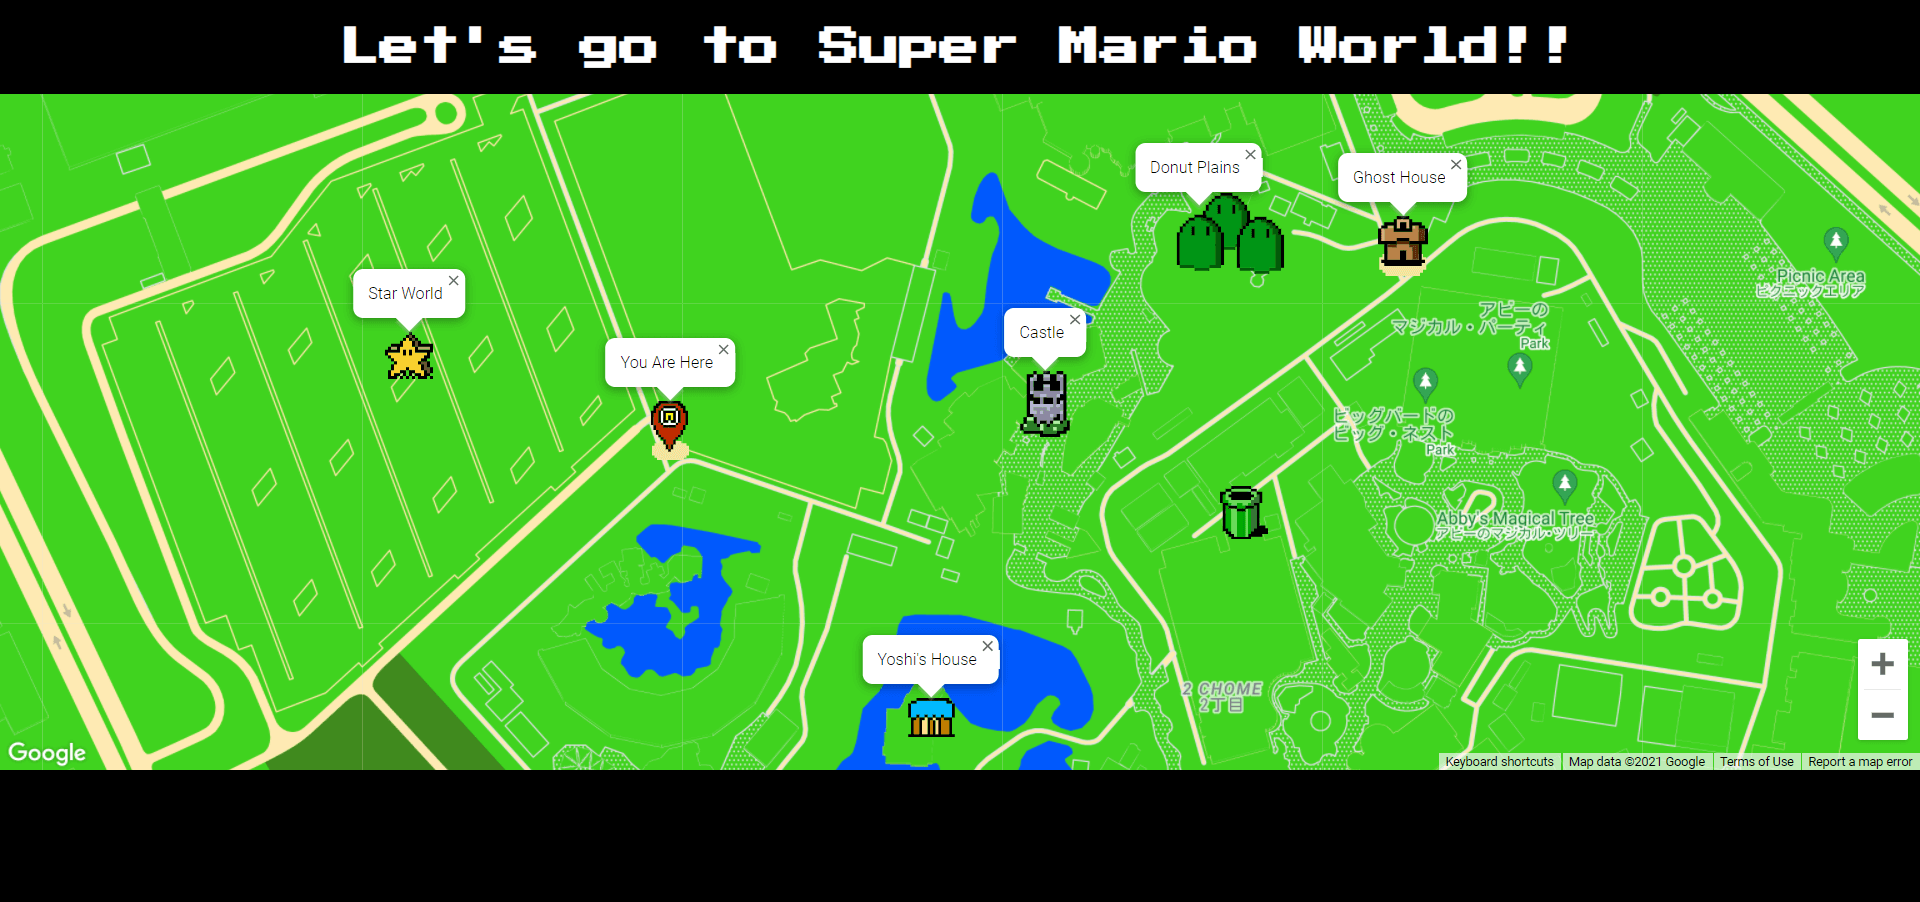 Let's go to Super Mario World!!
Donut Plains
Ghost House
Picnic Area
ピクニックエリア
Star World
アビーの
マジカル・パーティ
Park
Castle
You Are Here
ビッグバードの
ビッグ・ネスト
Park
Abby's Magical Tree
アビーのマジカル・ツリー
Yoshi's House
2 CHOME
2丁目
Google
Keyboard shortcuts
Map data ©2021 Google
Terms of Use
Report a map error